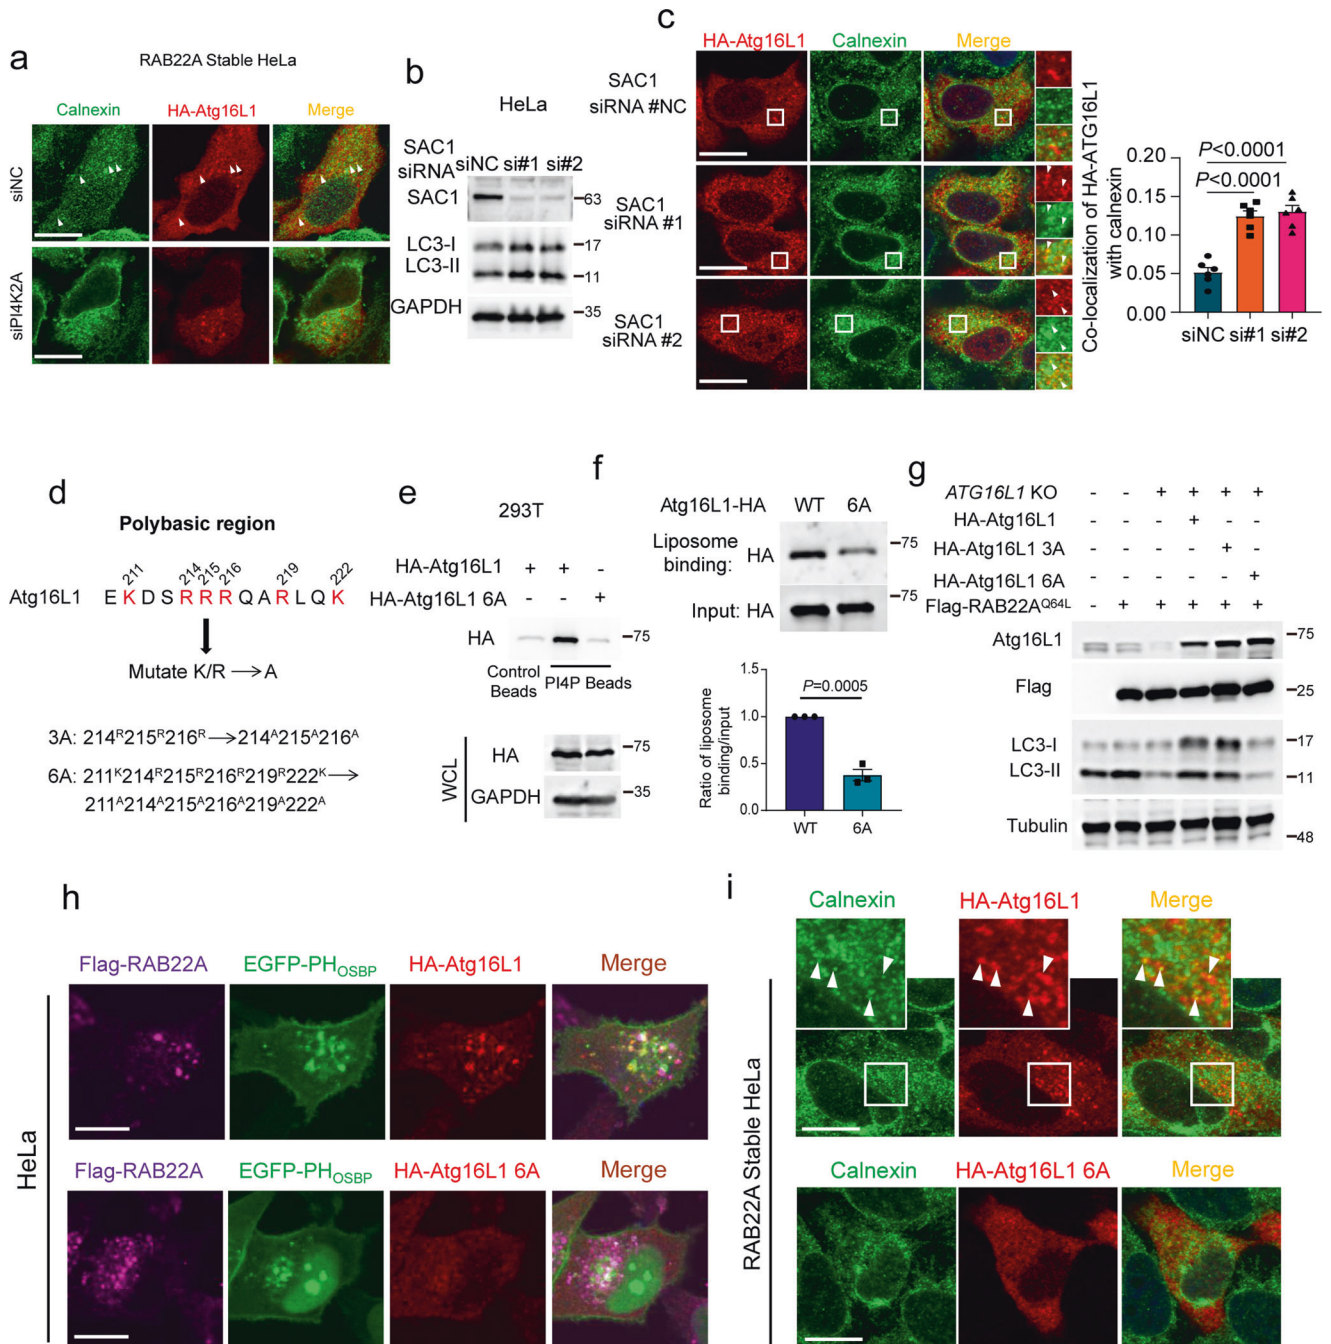 a
RAB22A Stable HeLa
Calnexin
HA-Atg16L1
Merge
siNC
siPI4K2A
b
HeLa
SAC1
siRNA
siNC si#1 si#2
SAC1
63
LC3-I
17
LC3-II
11
GAPDH
35
c
HA-Atg16L1
Calnexin
Merge
SAC1
siRNA #NC
SAC1
siRNA #1
SAC1
siRNA #2
Co-localization of HA-ATG16L1
with calnexin
P<0.0001
P<0.0001
0.20
0.15
0.10
0.05
0.00
siNC si#1 si#2
d
Polybasic region
211 214 215 216 219 222
Atg16L1 E K D S R R R Q A R L Q K
Mutate K/R → A
3A: 214ᴿ215ᴿ216ᴿ → 214ᴬ215ᴬ216ᴬ
6A: 211ᴷ214ᴿ215ᴿ216ᴿ219ᴿ222ᴷ →
211ᴬ214ᴬ215ᴬ216ᴬ219ᴬ222ᴬ
e
293T
HA-Atg16L1 + + -
HA-Atg16L1 6A - - +
HA
75
Control
Beads
PI4P Beads
WCL
HA
75
GAPDH
35
f
Atg16L1-HA WT 6A
Liposome
binding: HA
75
Input: HA
75
Ratio of liposome
binding/input
P=0.0005
1.5
1.0
0.5
0.0
WT 6A
g
ATG16L1 KO - - + + + +
HA-Atg16L1 - - - + - -
HA-Atg16L1 3A - - - - + -
HA-Atg16L1 6A - - - - - +
Flag-RAB22A^Q64L - + + + + +
Atg16L1
75
Flag
25
LC3-I
17
LC3-II
11
Tubulin
48
h
HeLa
Flag-RAB22A
EGFP-PH_OSBP
HA-Atg16L1
Merge
Flag-RAB22A
EGFP-PH_OSBP
HA-Atg16L1 6A
Merge
i
RAB22A Stable HeLa
Calnexin
HA-Atg16L1
Merge
Calnexin
HA-Atg16L1 6A
Merge